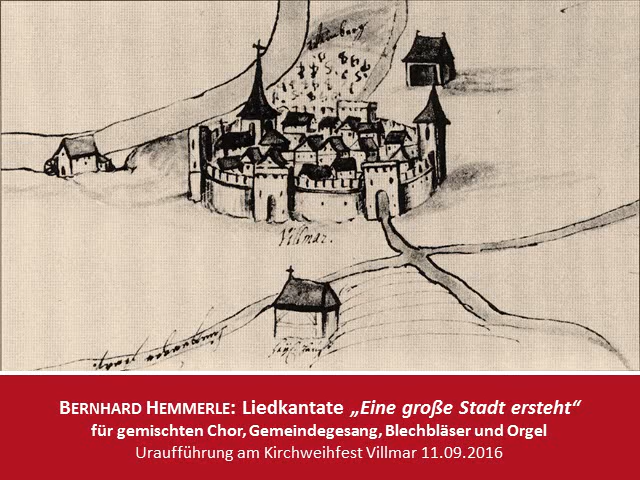 Villmar.
BERNHARD HEMMERLE: Liedkantate „Eine große Stadt ersteht“
für gemischten Chor, Gemeindegesang, Blechbläser und Orgel
Uraufführung am Kirchweihfest Villmar 11.09.2016